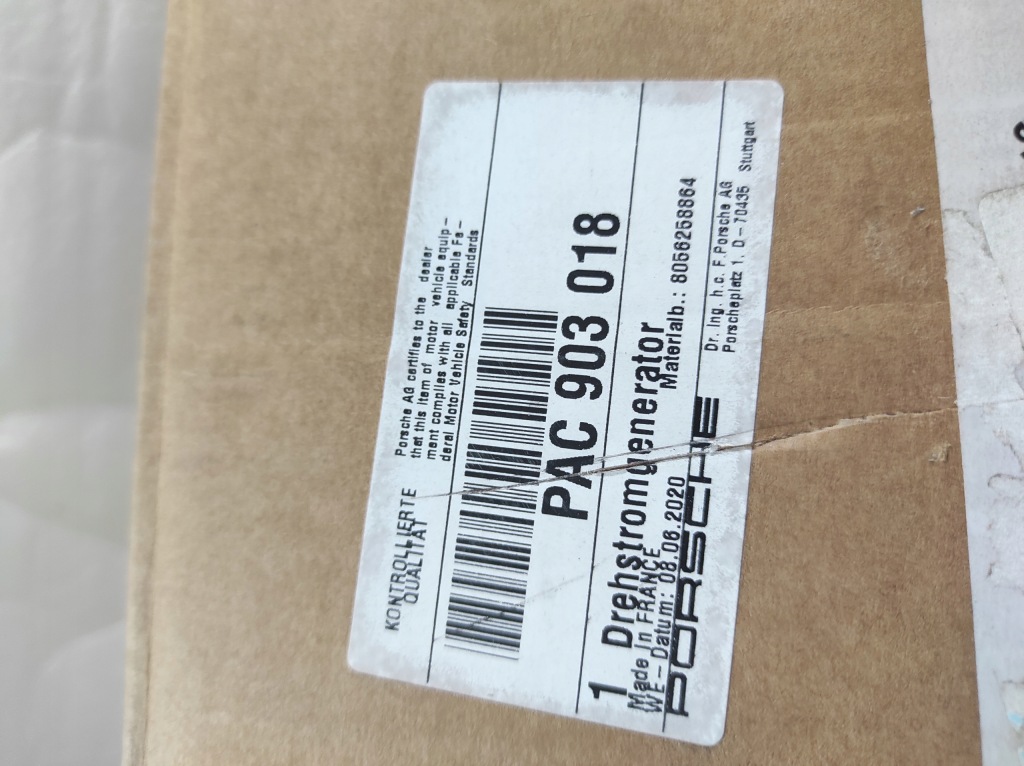 KONTROLLIERTE
QUALITÄT
Porsche AG certifies to the dealer
that this item of motor vehicle equip-
ment complies with all applicable Fe-
deral Motor Vehicle Safety Standards
PAC 903 018
1 Drehstromgenerator
Made in FRANCE
Materialb.: 8056258864
WE-Datum: 08.08.2020
PORSCHE
Dr. Ing. h.c. F.Porsche AG
Porscheplatz 1, D-70435 Stuttgart